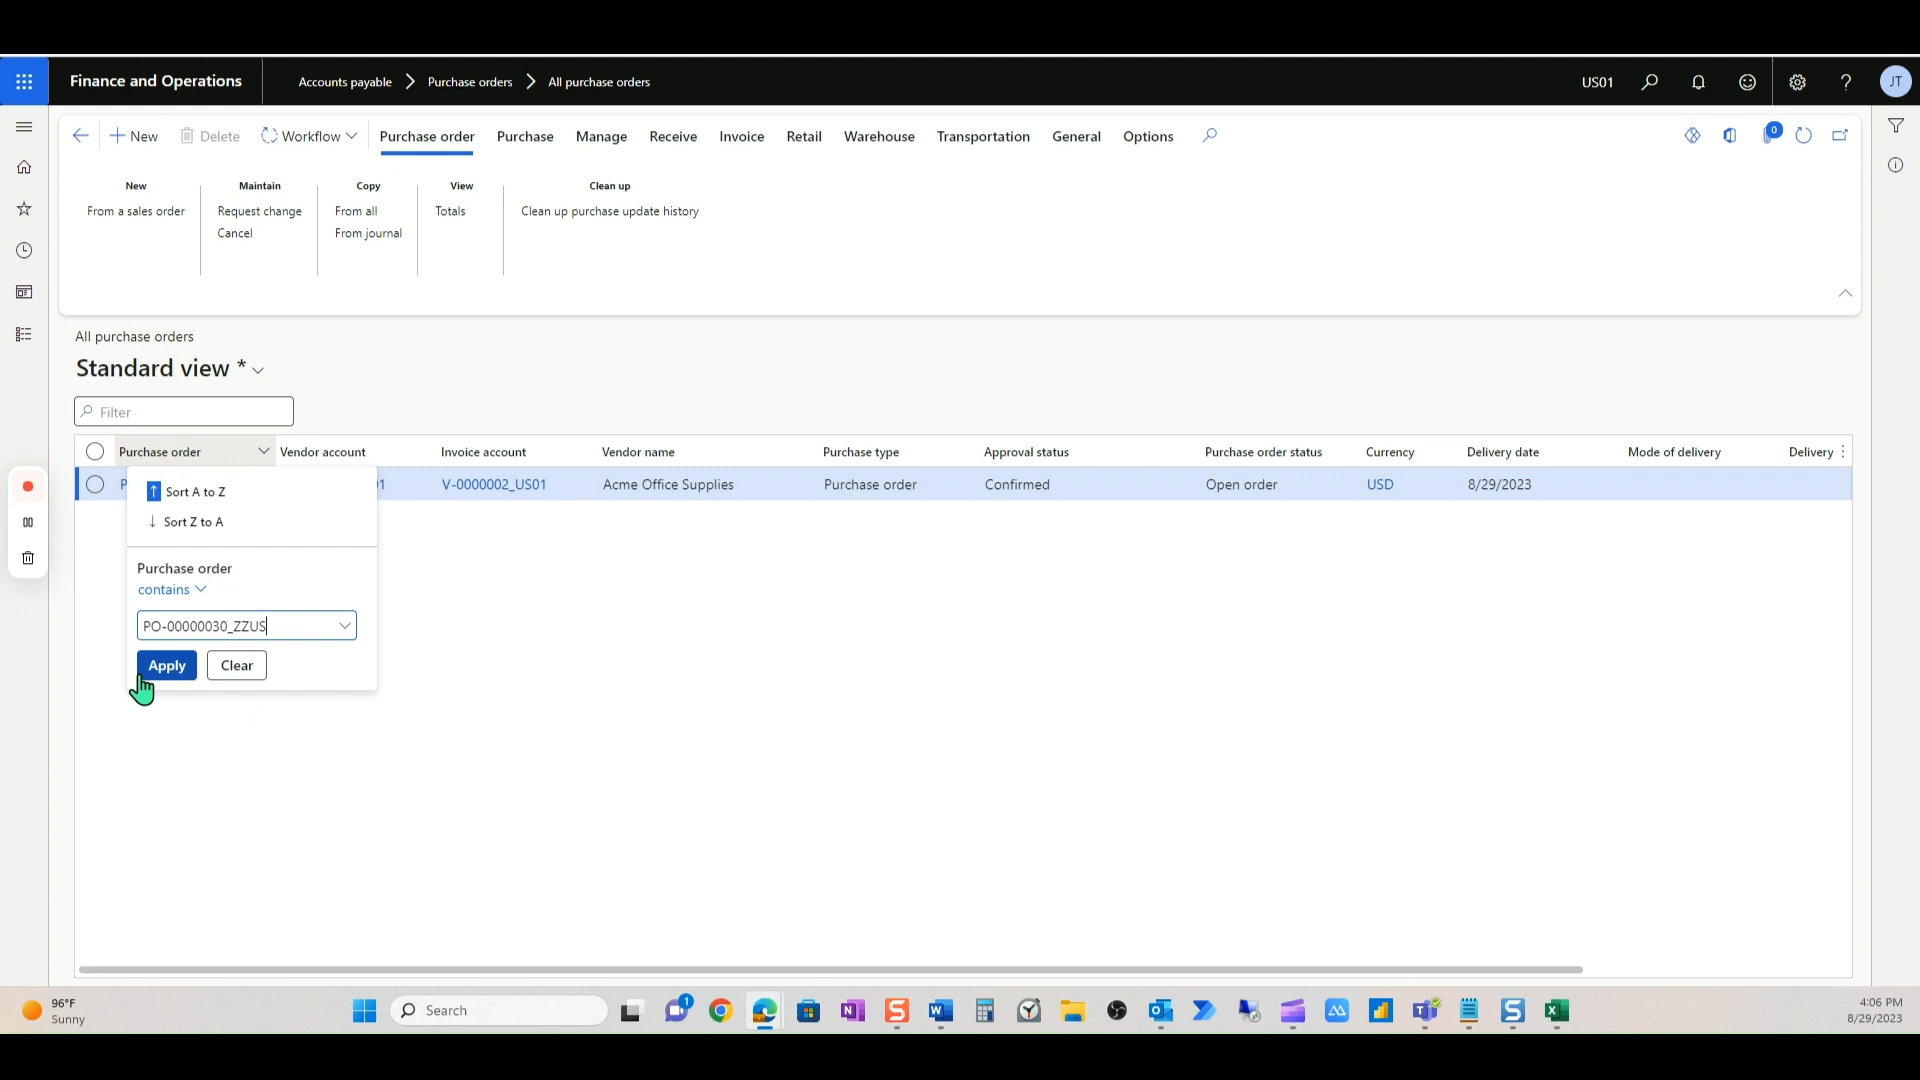 Finance and Operations
Accounts payable
Purchase orders
All purchase orders
US01
JT
New
Delete
Workflow
Purchase order
Purchase
Manage
Receive
Invoice
Retail
Warehouse
Transportation
General
Options
0
New
Maintain
Copy
View
Clean up
From a sales order
Request change
From all
Totals
Clean up purchase update history
Cancel
From journal
All purchase orders
Standard view *
Filter
Purchase order
Vendor account
Invoice account
Vendor name
Purchase type
Approval status
Purchase order status
Currency
Delivery date
Mode of delivery
Delivery
V-0000002_US01
Acme Office Supplies
Purchase order
Confirmed
Open order
USD
8/29/2023
Sort A to Z
Sort Z to A
Purchase order
contains
PO-00000030_ZZUS
Apply
Clear
96°F
Sunny
Search
1
4:06 PM
8/29/2023